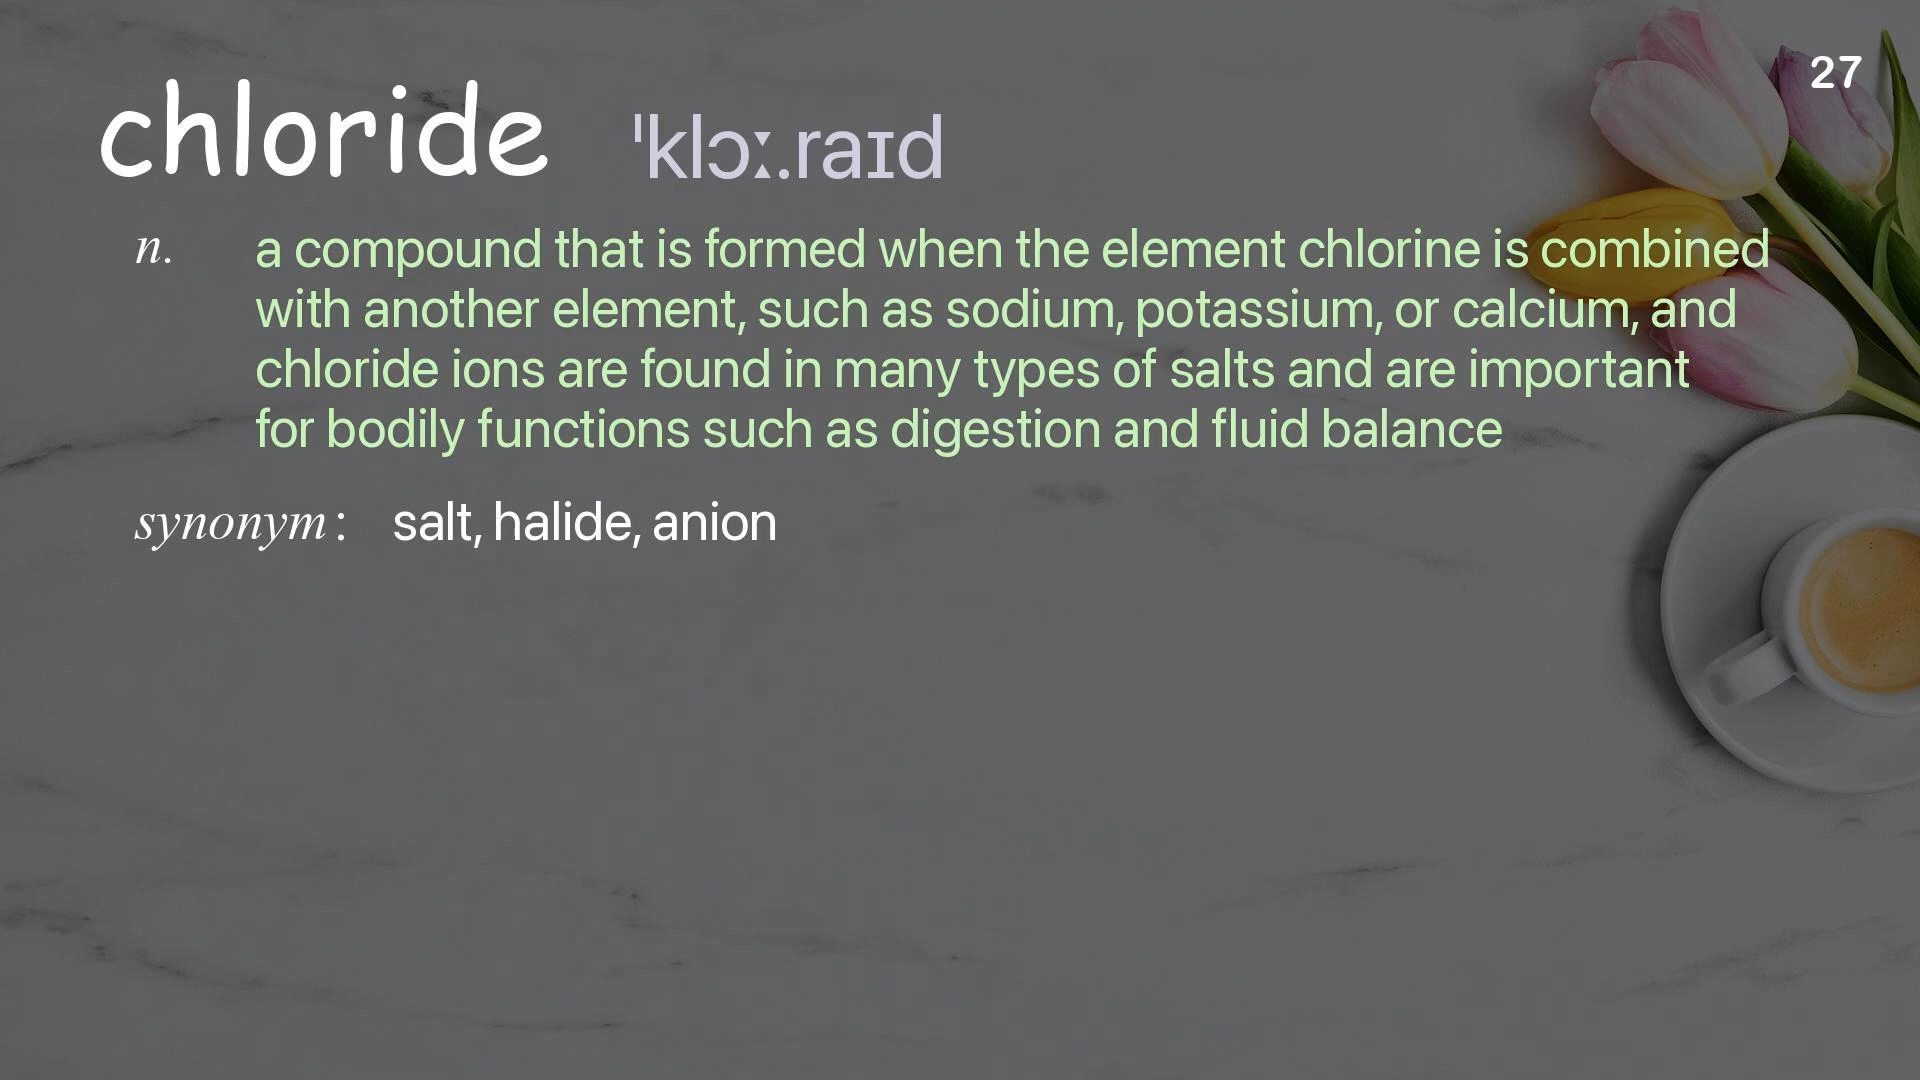 27
chloride ˈklɔː.raɪd
n. a compound that is formed when the element chlorine is combined
with another element, such as sodium, potassium, or calcium, and
chloride ions are found in many types of salts and are important
for bodily functions such as digestion and fluid balance
synonym: salt, halide, anion